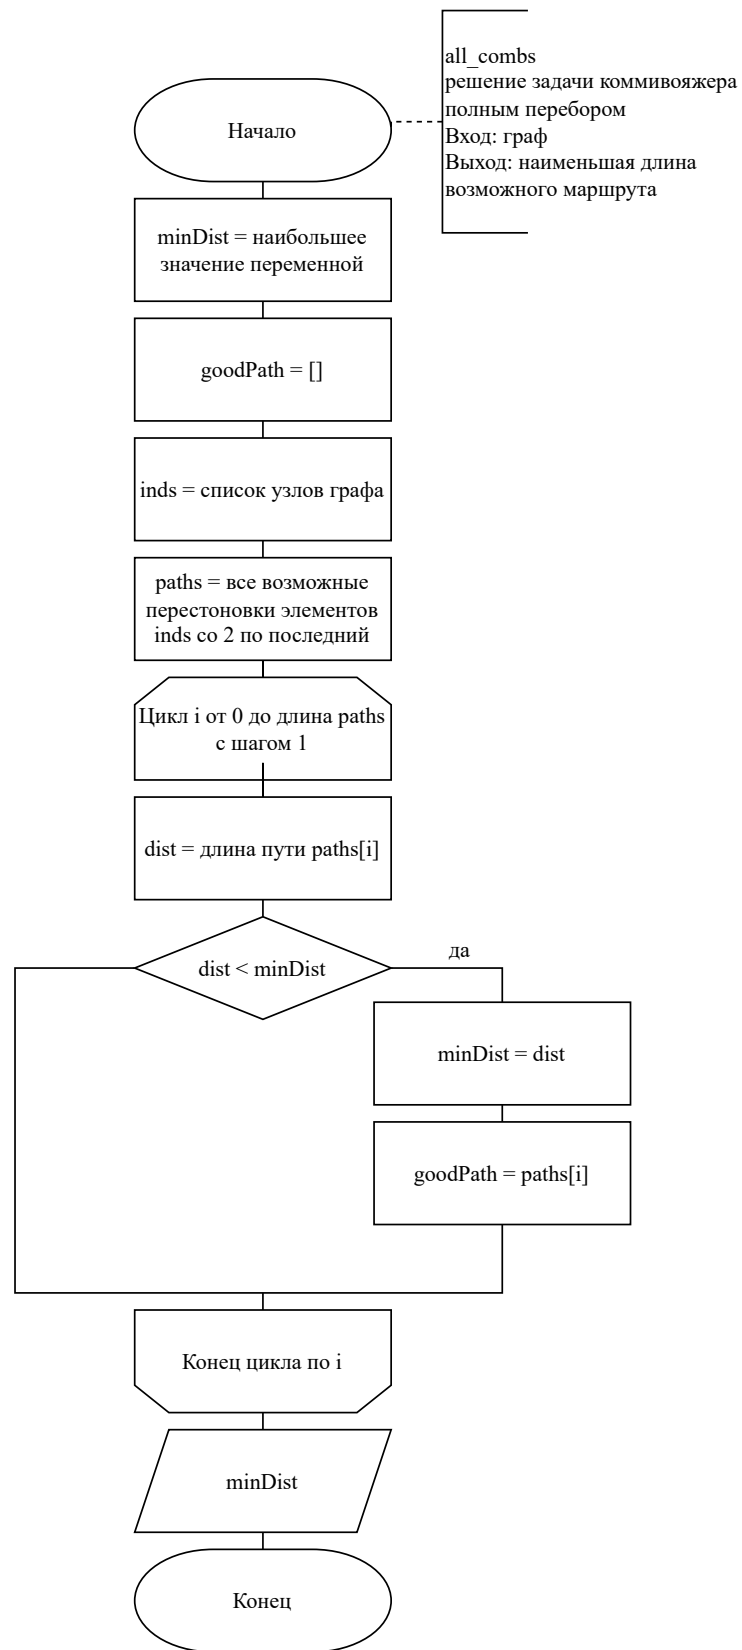 all_combs
решение задачи коммивояжера
полным перебором
Вход: граф
Выход: наименьшая длина
возможного маршрута
Начало
minDist = наибольшее
значение переменной
goodPath = []
inds = список узлов графа
paths = все возможные
перестоновки элементов
inds со 2 по последний
Цикл i от 0 до длина paths
с шагом 1
dist = длина пути paths[i]
dist < minDist
да
minDist = dist
goodPath = paths[i]
Конец цикла по i
minDist
Конец